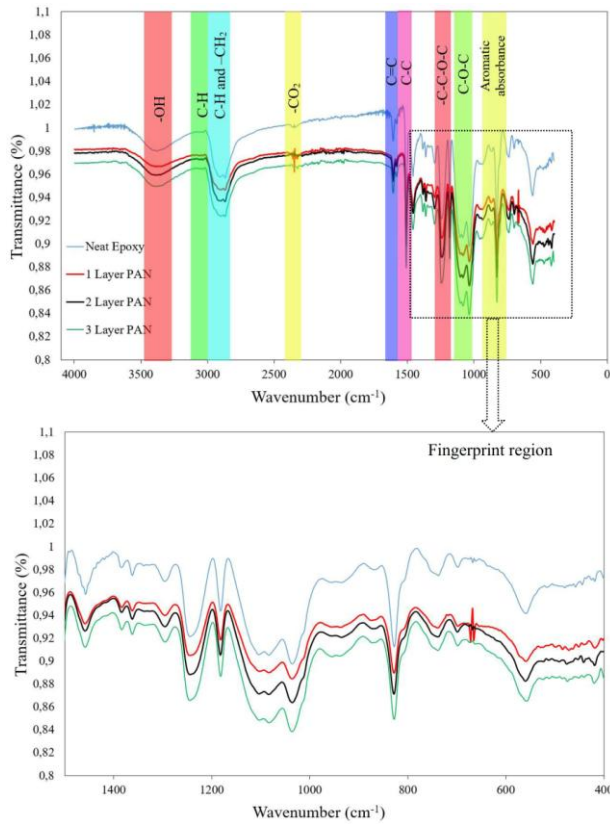 1,1
1,08
1,06
1,04
1,02
1
0,98
0,96
0,94
0,92
0,9
0,88
0,86
0,84
0,82
0,8
Transmittance (%)
-OH
C-H
C-H and –CH2
-CO2
C=C
C-C
-C-C-O-C
C-O-C
Aromatic
absorbance
Neat Epoxy
1 Layer PAN
2 Layer PAN
3 Layer PAN
4000 3500 3000 2500 2000 1500 1000 500 0
Wavenumber (cm-1)
Fingerprint region
1,1
1,08
1,06
1,04
1,02
1
0,98
0,96
0,94
0,92
0,9
0,88
0,86
0,84
0,82
0,8
Transmittance (%)
1400 1200 1000 800 600 400
Wavenumber (cm-1)